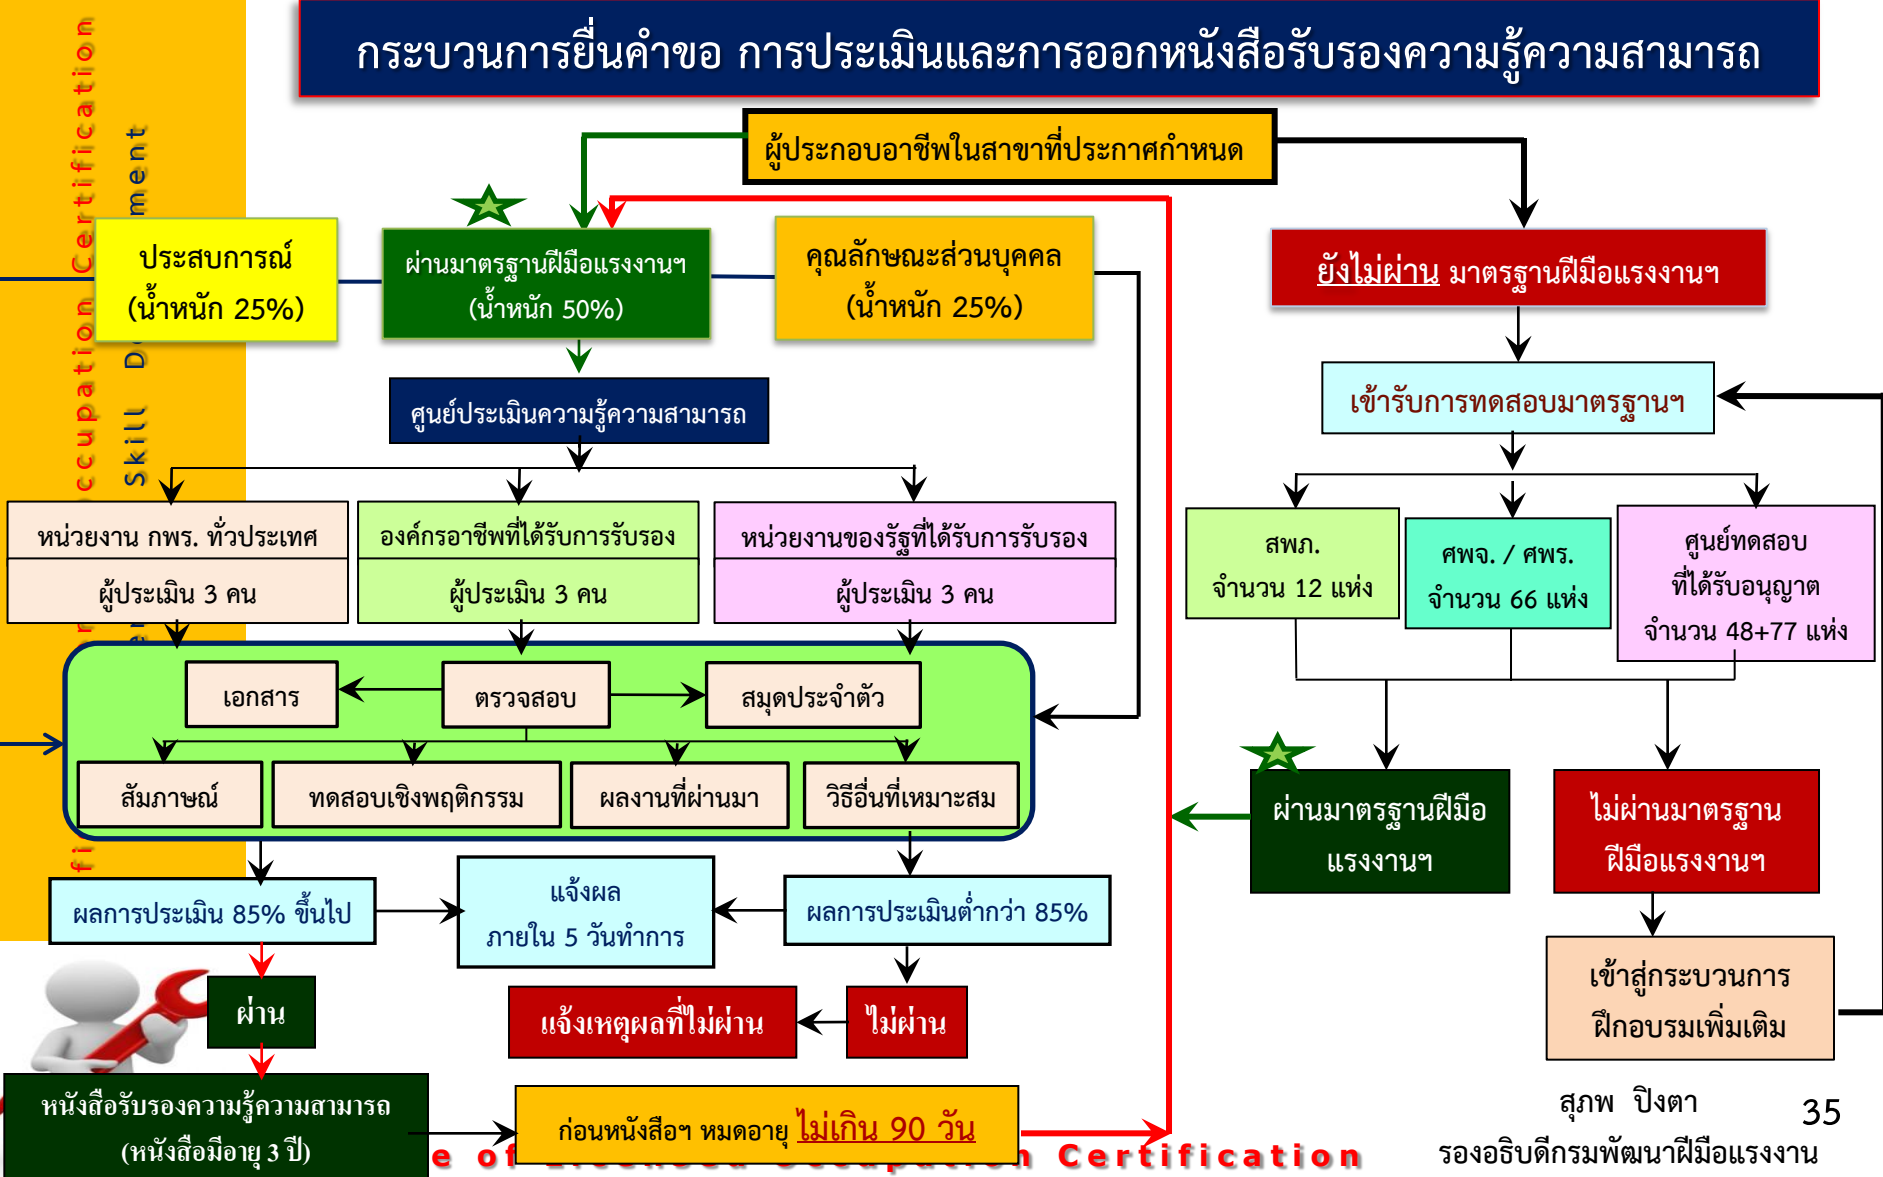 กระบวนการยื่นคำขอ การประเมินและการออกหนังสือรับรองความรู้ความสามารถ
ผู้ประกอบอาชีพในสาขาที่ประกาศกำหนด
ประสบการณ์
(น้ำหนัก 25%)
ผ่านมาตรฐานฝีมือแรงงานฯ
(น้ำหนัก 50%)
คุณลักษณะส่วนบุคคล
(น้ำหนัก 25%)
ยังไม่ผ่าน มาตรฐานฝีมือแรงงานฯ
ศูนย์ประเมินความรู้ความสามารถ
เข้ารับการทดสอบมาตรฐานฯ
หน่วยงาน กพร. ทั่วประเทศ
ผู้ประเมิน 3 คน
องค์กรอาชีพที่ได้รับการรับรอง
ผู้ประเมิน 3 คน
หน่วยงานของรัฐที่ได้รับการรับรอง
ผู้ประเมิน 3 คน
สพภ.
จำนวน 12 แห่ง
ศพจ. / ศพร.
จำนวน 66 แห่ง
ศูนย์ทดสอบ
ที่ได้รับอนุญาต
จำนวน 48+77 แห่ง
เอกสาร
ตรวจสอบ
สมุดประจำตัว
สัมภาษณ์
ทดสอบเชิงพฤติกรรม
ผลงานที่ผ่านมา
วิธีอื่นที่เหมาะสม
ผ่านมาตรฐานฝีมือ
แรงงานฯ
ไม่ผ่านมาตรฐาน
ฝีมือแรงงานฯ
ผลการประเมิน 85% ขึ้นไป
แจ้งผล
ภายใน 5 วันทำการ
ผลการประเมินต่ำกว่า 85%
เข้าสู่กระบวนการ
ฝึกอบรมเพิ่มเติม
ผ่าน
แจ้งเหตุผลที่ไม่ผ่าน
ไม่ผ่าน
หนังสือรับรองความรู้ความสามารถ
(หนังสือมีอายุ 3 ปี)
ก่อนหนังสือฯ หมดอายุ ไม่เกิน 90 วัน
สุภพ ปิงตา
รองอธิบดีกรมพัฒนาฝีมือแรงงาน
35
occupation Certification
Skill
of
Certification